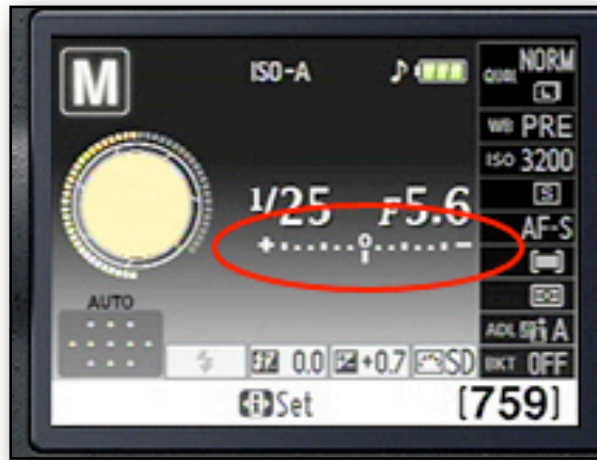 M ISO-A
QUAL NORM
L
WB PRE
ISO 3200
S
1/25 F5.6
AF-S
+ 0 -
AUTO
ADL A
0.0 +0.7 SD BKT OFF
i Set [759]